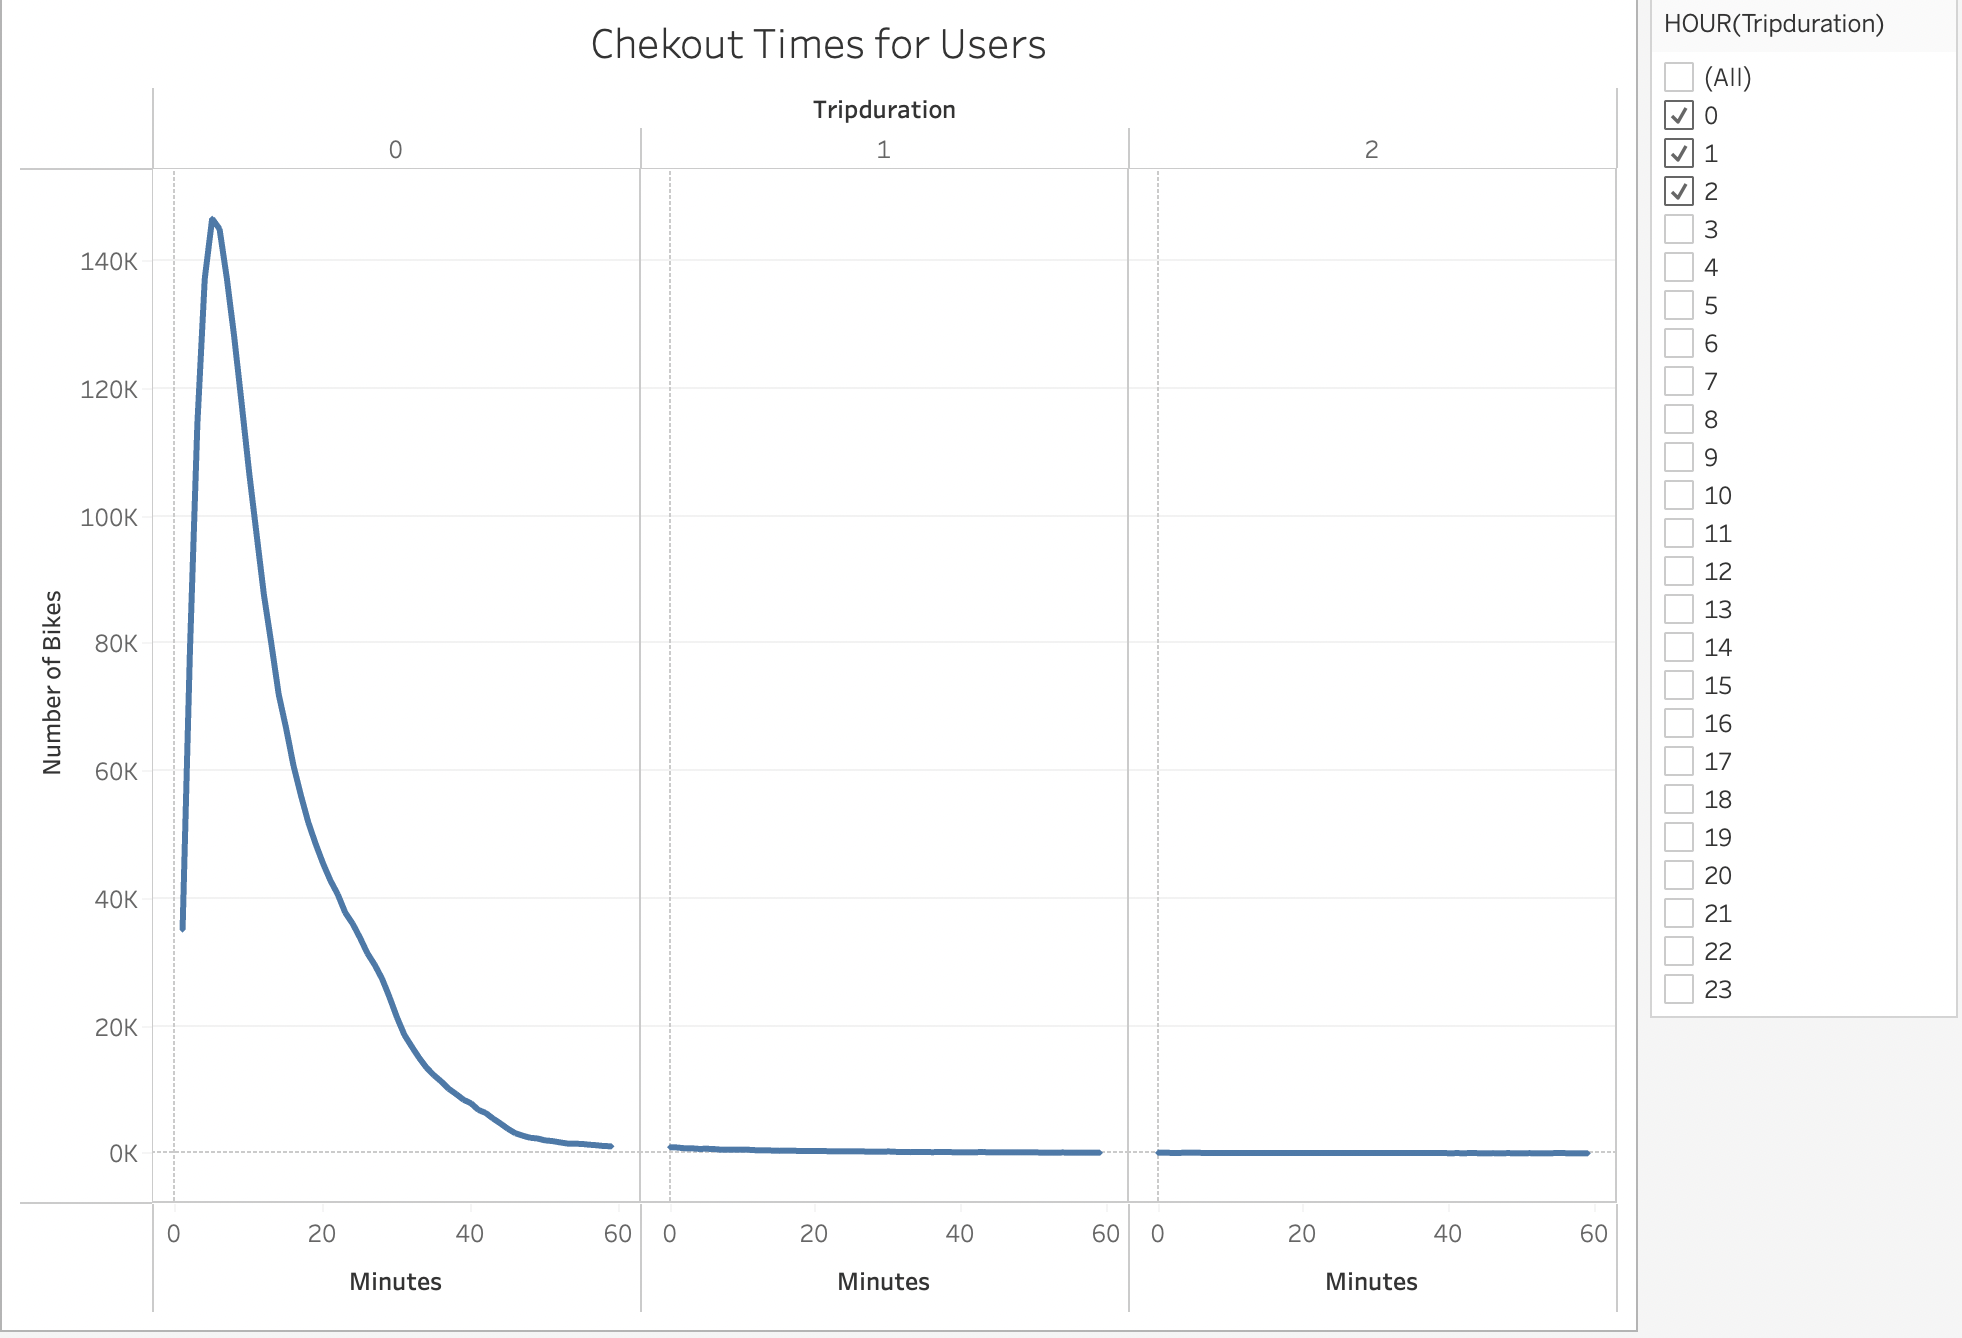 Chekout Times for Users
Tripduration
0 1 2
140K
120K
100K
80K
60K
40K
20K
0K
Number of Bikes
0 20 40 60 0 20 40 60 0 20 40 60
Minutes Minutes Minutes
HOUR(Tripduration)
(All)
0
1
2
3
4
5
6
7
8
9
10
11
12
13
14
15
16
17
18
19
20
21
22
23